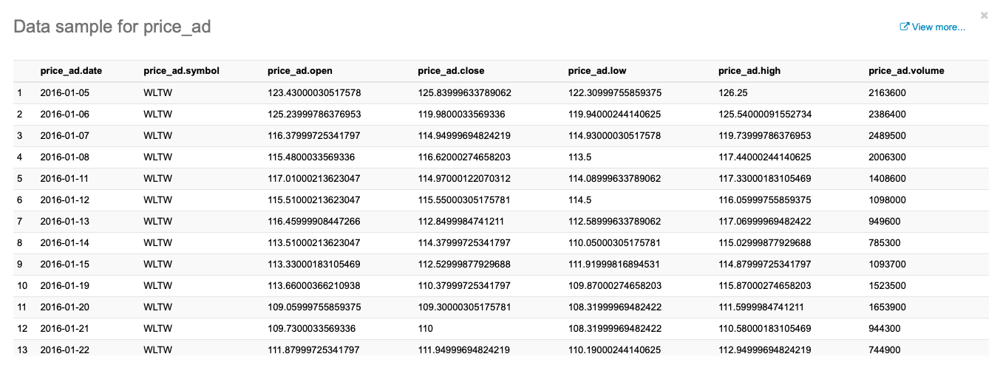 Data sample for price_ad
View more...
price_ad.date price_ad.symbol price_ad.open price_ad.close price_ad.low price_ad.high price_ad.volume
1 2016-01-05 WLTW 123.43000030517578 125.83999633789062 122.30999755859375 126.25 2163600
2 2016-01-06 WLTW 125.23999786376953 119.9800033569336 119.94000244140625 125.54000091552734 2386400
3 2016-01-07 WLTW 116.37999725341797 114.94999694824219 114.93000030517578 119.73999786376953 2489500
4 2016-01-08 WLTW 115.4800033569336 116.62000274658203 113.5 117.44000244140625 2006300
5 2016-01-11 WLTW 117.01000213623047 114.97000122070312 114.08999633789062 117.33000183105469 1408600
6 2016-01-12 WLTW 115.51000213623047 115.55000305175781 114.5 116.05999755859375 1098000
7 2016-01-13 WLTW 116.45999908447266 112.8499984741211 112.58999633789062 117.06999969482422 949600
8 2016-01-14 WLTW 113.51000213623047 114.37999725341797 110.05000305175781 115.02999877929688 785300
9 2016-01-15 WLTW 113.33000183105469 112.52999877929688 111.91999816894531 114.87999725341797 1093700
10 2016-01-19 WLTW 113.66000366210938 110.37999725341797 109.87000274658203 115.87000274658203 1523500
11 2016-01-20 WLTW 109.05999755859375 109.30000305175781 108.31999969482422 111.5999984741211 1653900
12 2016-01-21 WLTW 109.7300033569336 110 108.31999969482422 110.58000183105469 944300
13 2016-01-22 WLTW 111.87999725341797 111.94999694824219 110.19000244140625 112.94999694824219 744900